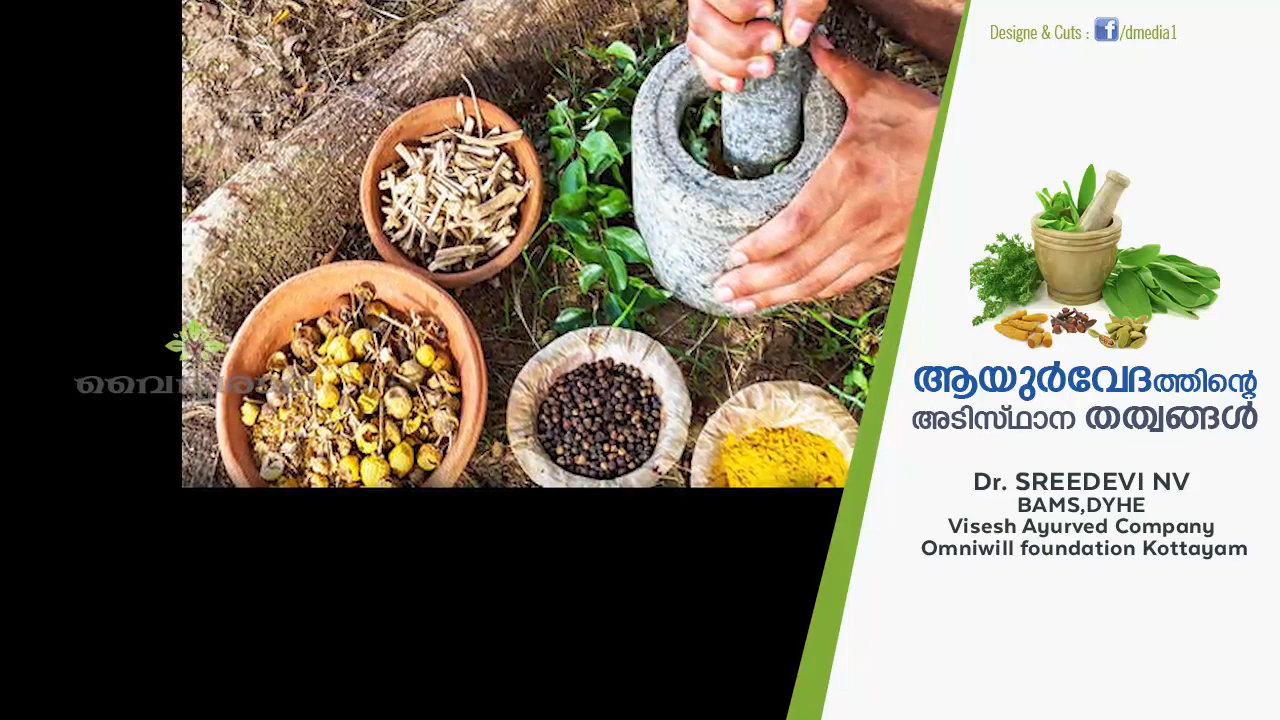 Designe & Cuts : f /dmedia1
ആയുർവേദത്തിന്റെ
അടിസ്ഥാന തത്വങ്ങൾ
Dr. SREEDEVI NV
BAMS,DYHE
Visesh Ayurved Company
Omniwill foundation Kottayam